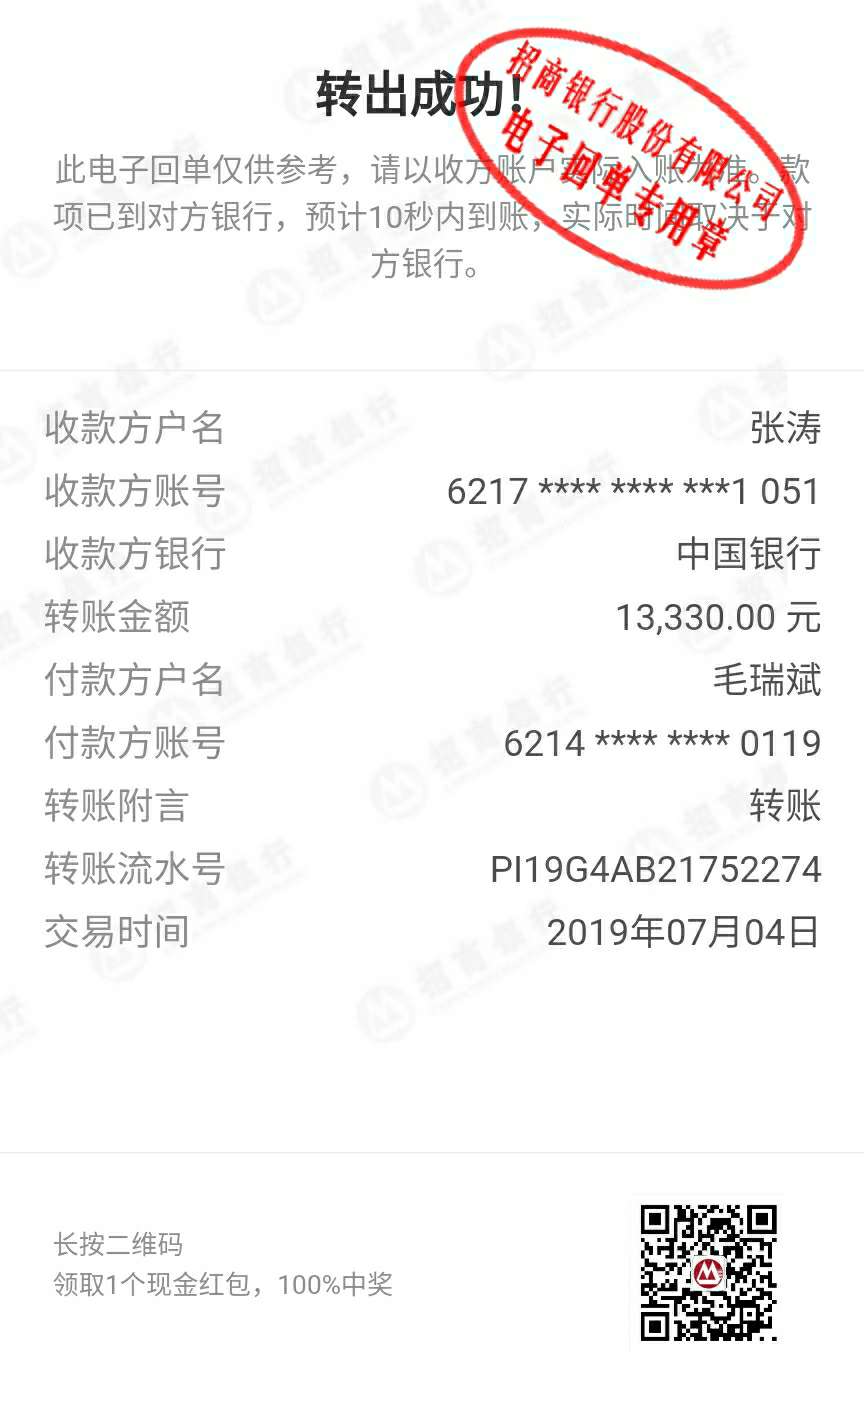 转出成功！
招商银行股份有限公司
电子回单专用章
此电子回单仅供参考，请以收方账户实际入账为准。款
项已到对方银行，预计10秒内到账，实际时间取决于对
方银行。
收款方户名 张涛
收款方账号 6217 **** **** ***1 051
收款方银行 中国银行
转账金额 13,330.00 元
付款方户名 毛瑞斌
付款方账号 6214 **** **** 0119
转账附言 转账
转账流水号 PI19G4AB21752274
交易时间 2019年07月04日
长按二维码
领取1个现金红包，100%中奖